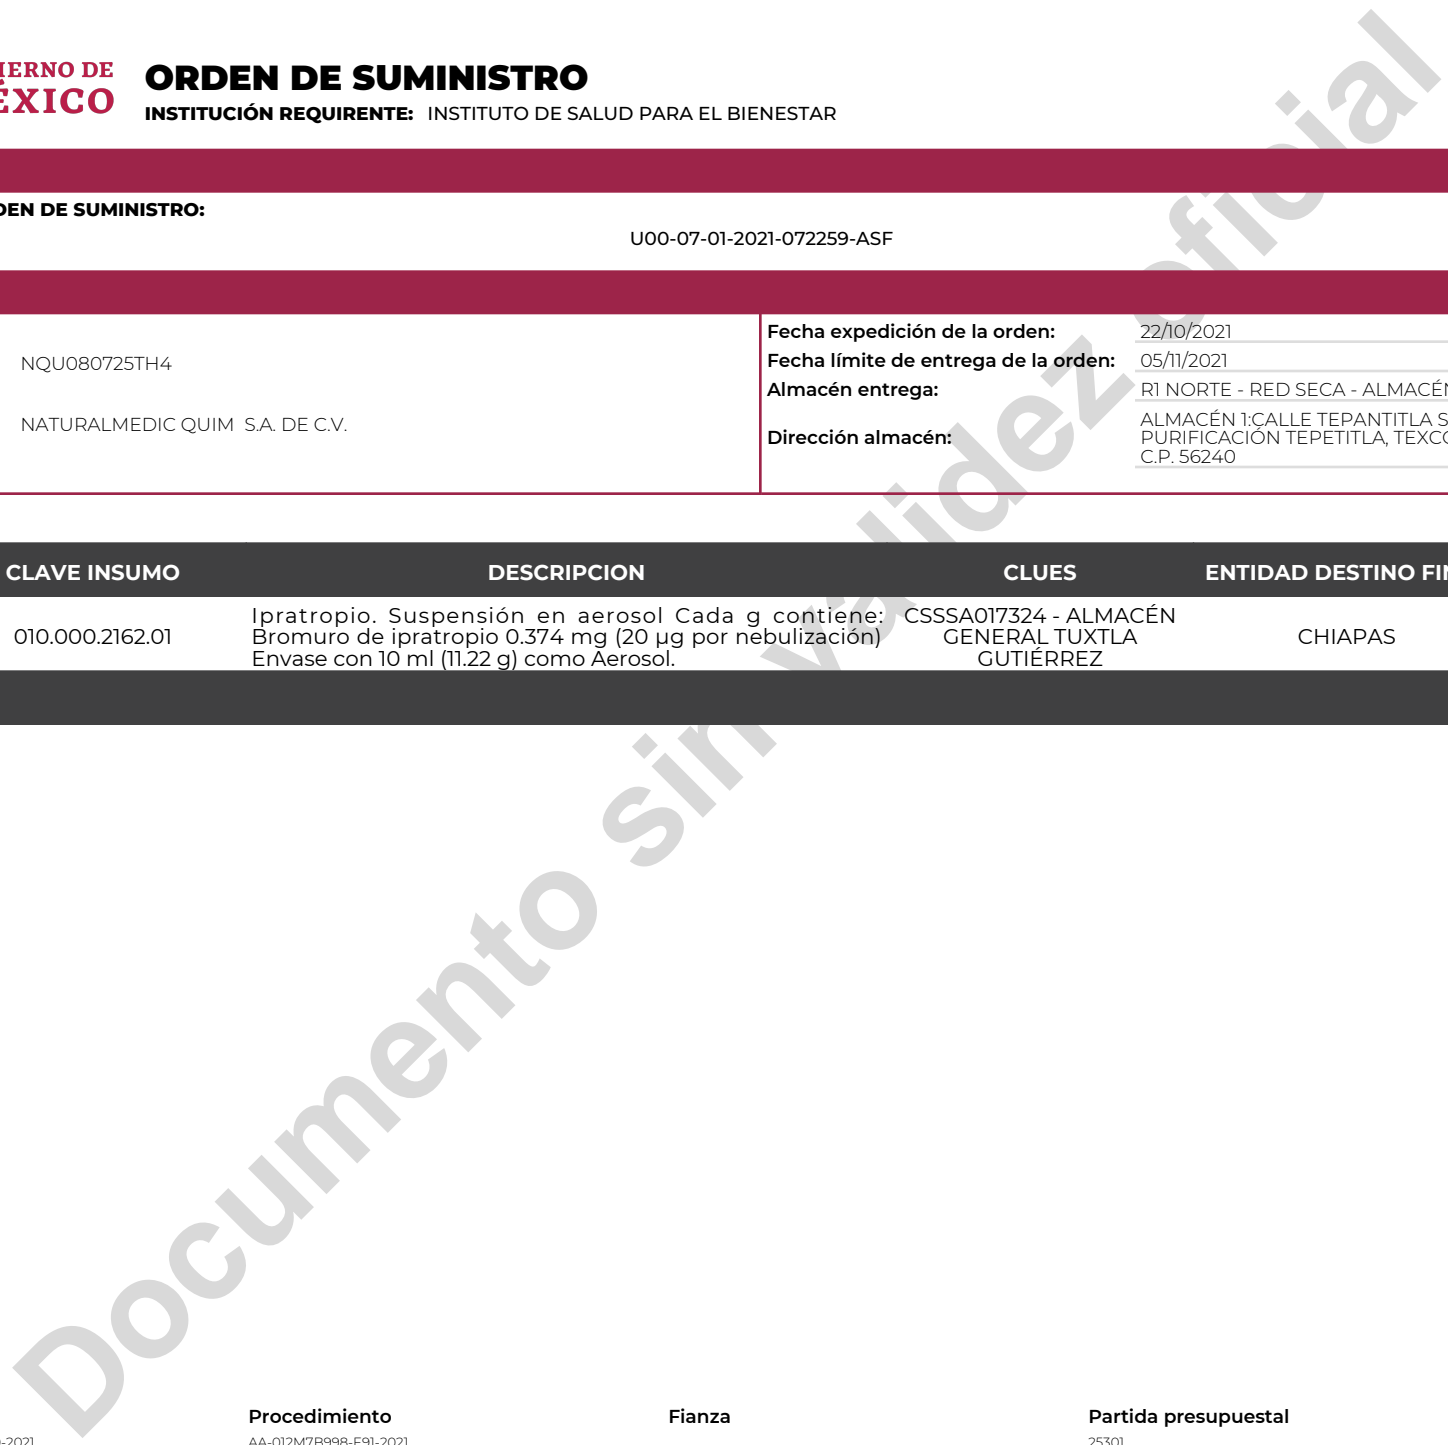 IERNO DE
ÉXICO
ORDEN DE SUMINISTRO
INSTITUCIÓN REQUIRENTE: INSTITUTO DE SALUD PARA EL BIENESTAR
DEN DE SUMINISTRO:
U00-07-01-2021-072259-ASF
NQU080725TH4
NATURALMEDIC QUIM S.A. DE C.V.
Fecha expedición de la orden: 22/10/2021
Fecha límite de entrega de la orden: 05/11/2021
Almacén entrega: R1 NORTE - RED SECA - ALMACÉN
Dirección almacén:
ALMACÉN 1:CALLE TEPANTITLA S
PURIFICACIÓN TEPETITLA, TEXCO
C.P. 56240
CLAVE INSUMO DESCRIPCION CLUES ENTIDAD DESTINO FIN
010.000.2162.01
Ipratropio. Suspensión en aerosol Cada g contiene:
Bromuro de ipratropio 0.374 mg (20 µg por nebulización)
Envase con 10 ml (11.22 g) como Aerosol.
CSSSA017324 - ALMACÉN
GENERAL TUXTLA
GUTIÉRREZ
CHIAPAS
Documento sin validez oficial
Procedimiento Fianza Partida presupuestal
-2021 AA-012M7B998-E91-2021 25301